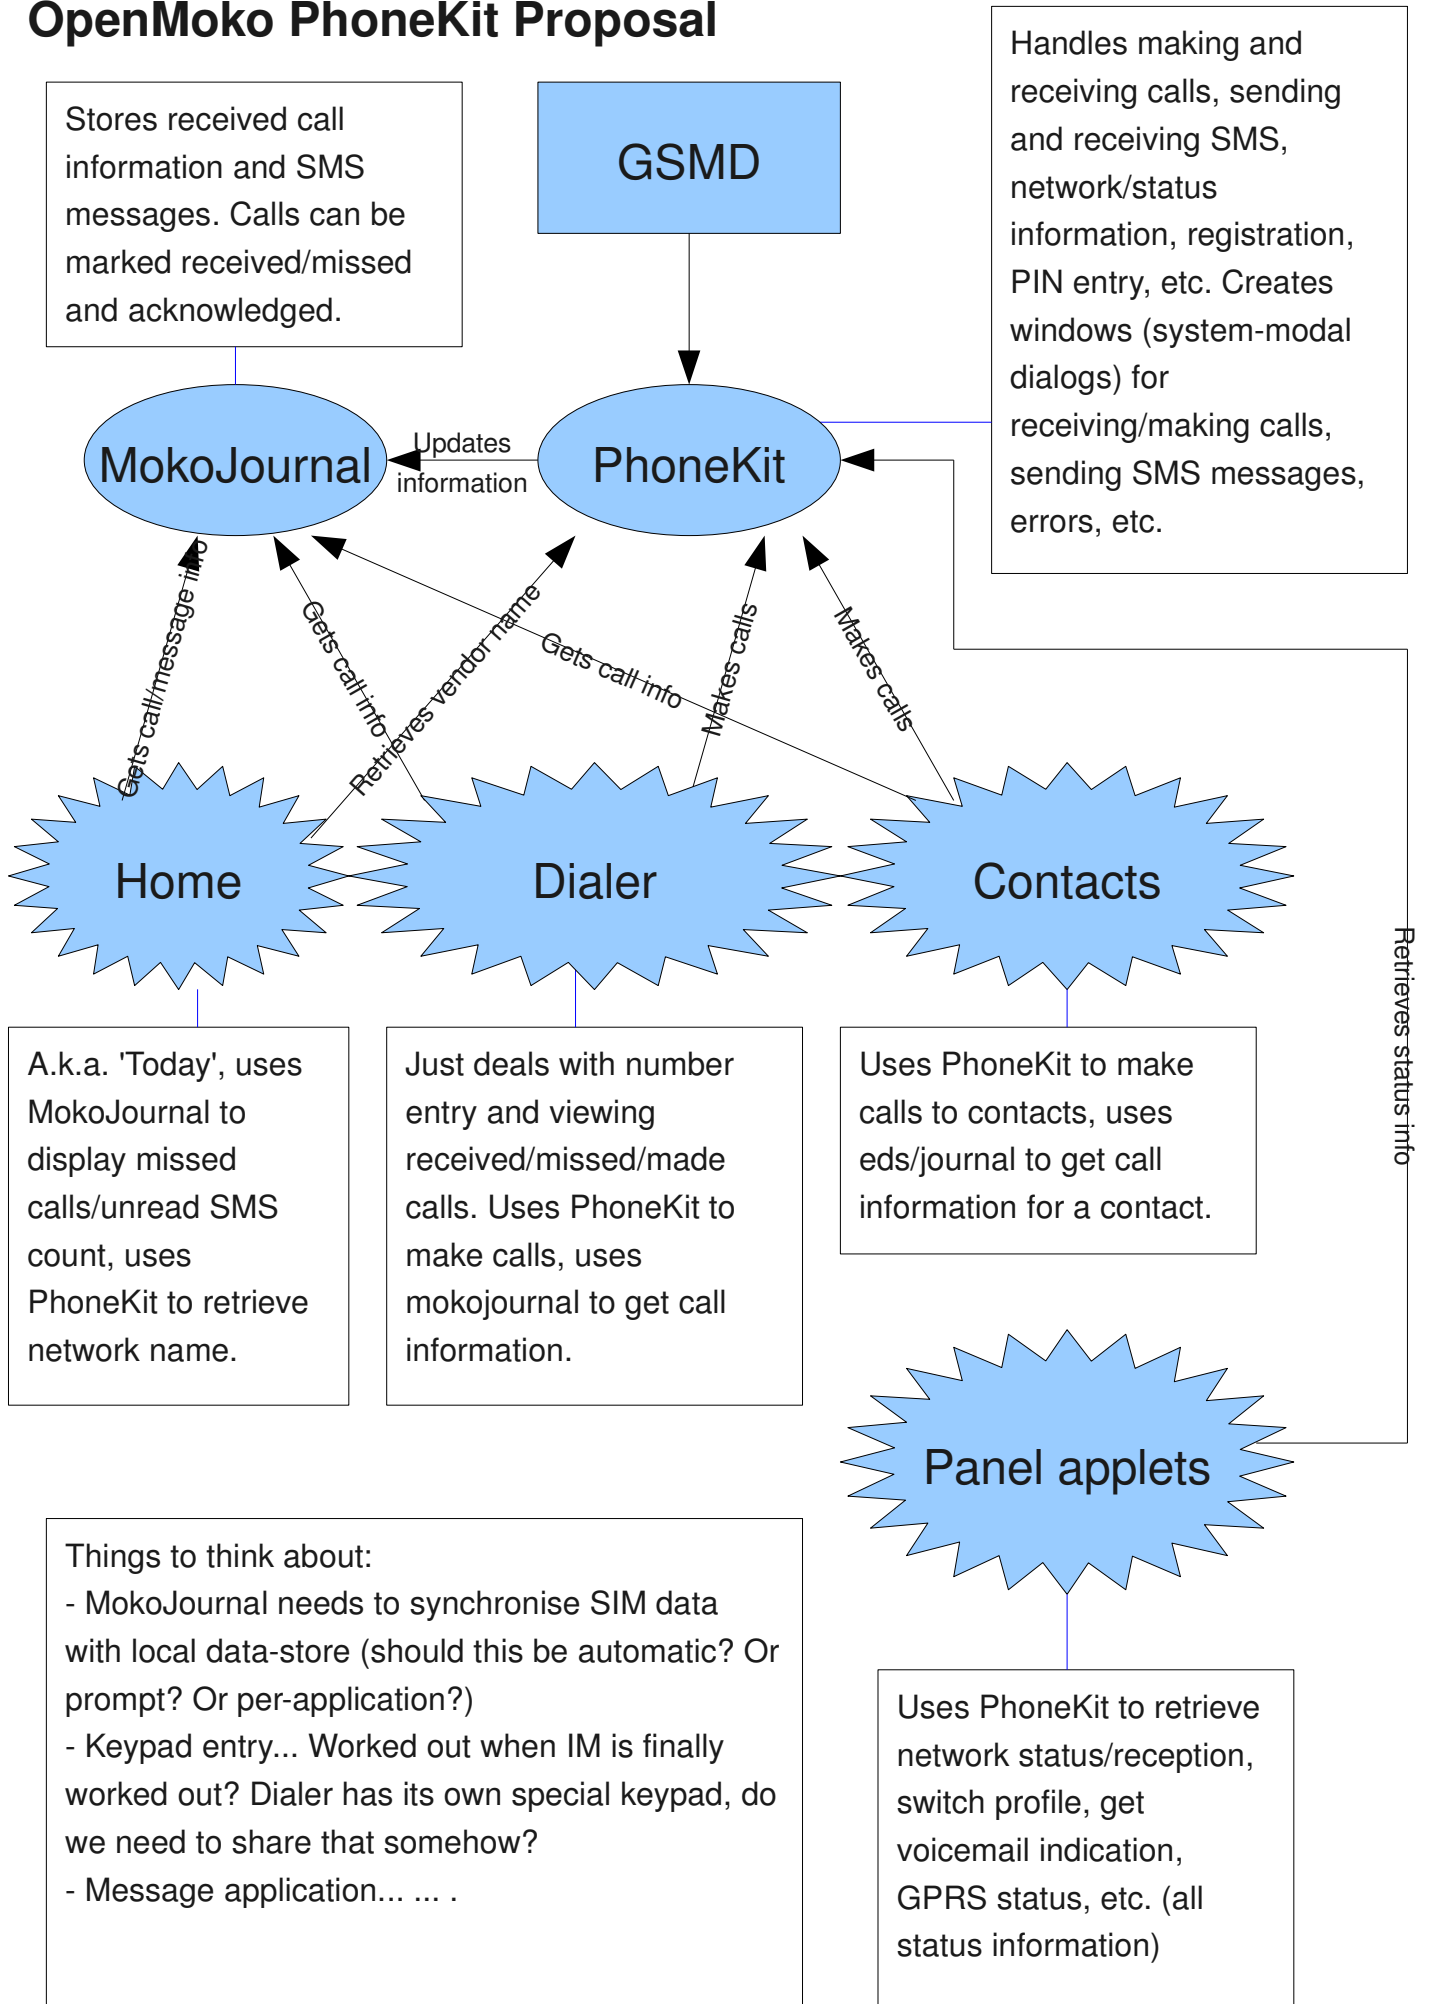 OpenMoko PhoneKit Proposal
Stores received call
information and SMS
messages. Calls can be
marked received/missed
and acknowledged.
GSMD
Handles making and
receiving calls, sending
and receiving SMS,
network/status
information, registration,
PIN entry, etc. Creates
windows (system-modal
dialogs) for
receiving/making calls,
sending SMS messages,
errors, etc.
MokoJournal
Updates
information
PhoneKit
Gets call/message info
Gets call info
Retrieves vendor name
Gets call info
Makes calls
Makes calls
Home
Dialer
Contacts
Retrieves status info
A.k.a. 'Today', uses
MokoJournal to
display missed
calls/unread SMS
count, uses
PhoneKit to retrieve
network name.
Just deals with number
entry and viewing
received/missed/made
calls. Uses PhoneKit to
make calls, uses
mokojournal to get call
information.
Uses PhoneKit to make
calls to contacts, uses
eds/journal to get call
information for a contact.
Panel applets
Things to think about:
- MokoJournal needs to synchronise SIM data
with local data-store (should this be automatic? Or
prompt? Or per-application?)
- Keypad entry... Worked out when IM is finally
worked out? Dialer has its own special keypad, do
we need to share that somehow?
- Message application... ... .
Uses PhoneKit to retrieve
network status/reception,
switch profile, get
voicemail indication,
GPRS status, etc. (all
status information)